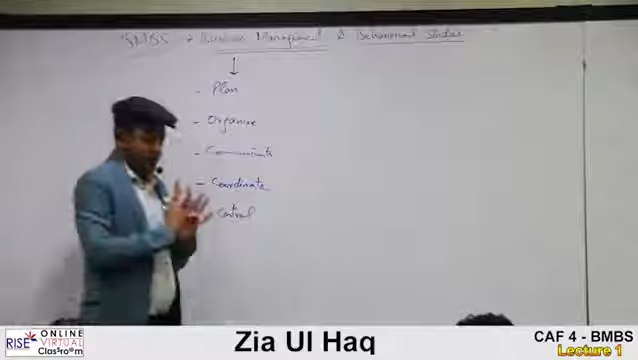 BMBS → Business Management & Behavioural Studies
- Plan
- Organise
- Communicate
- Coordinate
- Control
RISE ONLINE VIRTUAL Classroom
Zia Ul Haq
CAF 4 - BMBS
Lecture 1